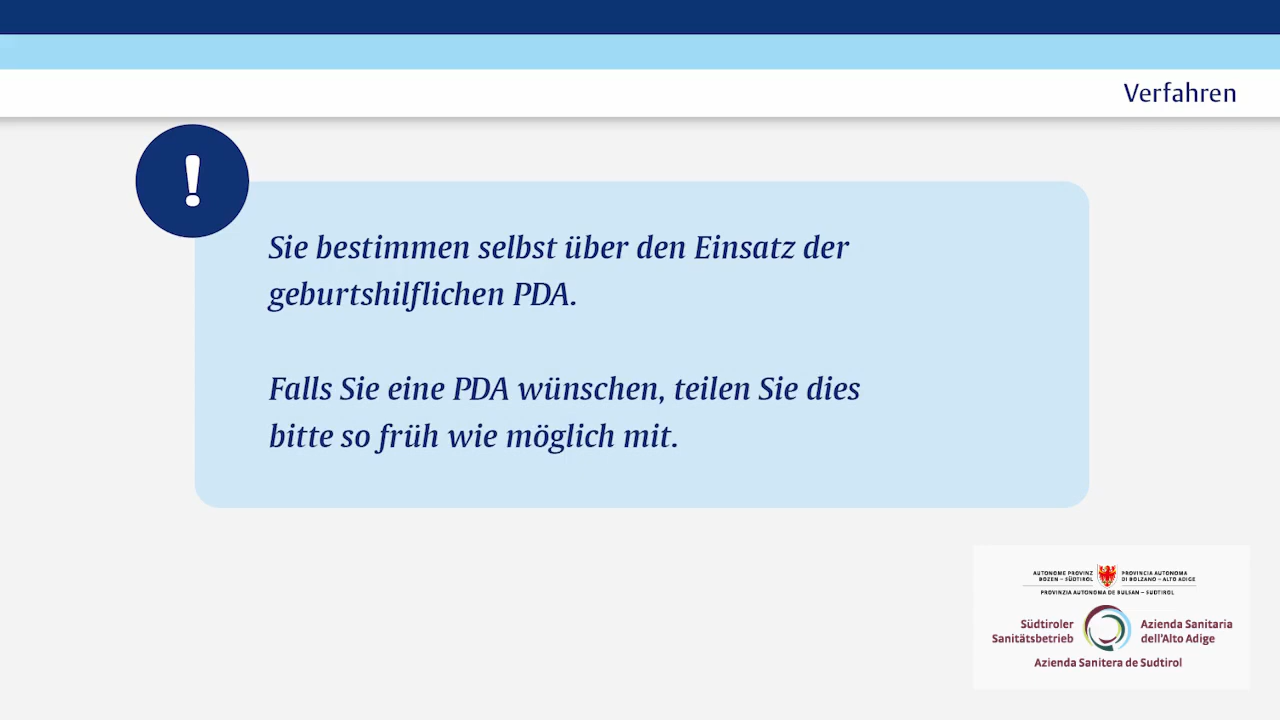 Verfahren
!
Sie bestimmen selbst über den Einsatz der
geburtshilflichen PDA.
Falls Sie eine PDA wünschen, teilen Sie dies
bitte so früh wie möglich mit.
AUTONOME PROVINZ
BOZEN – SÜDTIROL
PROVINCIA AUTONOMA
DI BOLZANO – ALTO ADIGE
PROVINZIA AUTONOMA DE BULSAN – SÜDTIROL
Südtiroler
Sanitätsbetrieb
Azienda Sanitaria
dell'Alto Adige
Azienda Sanitera de Sudtirol